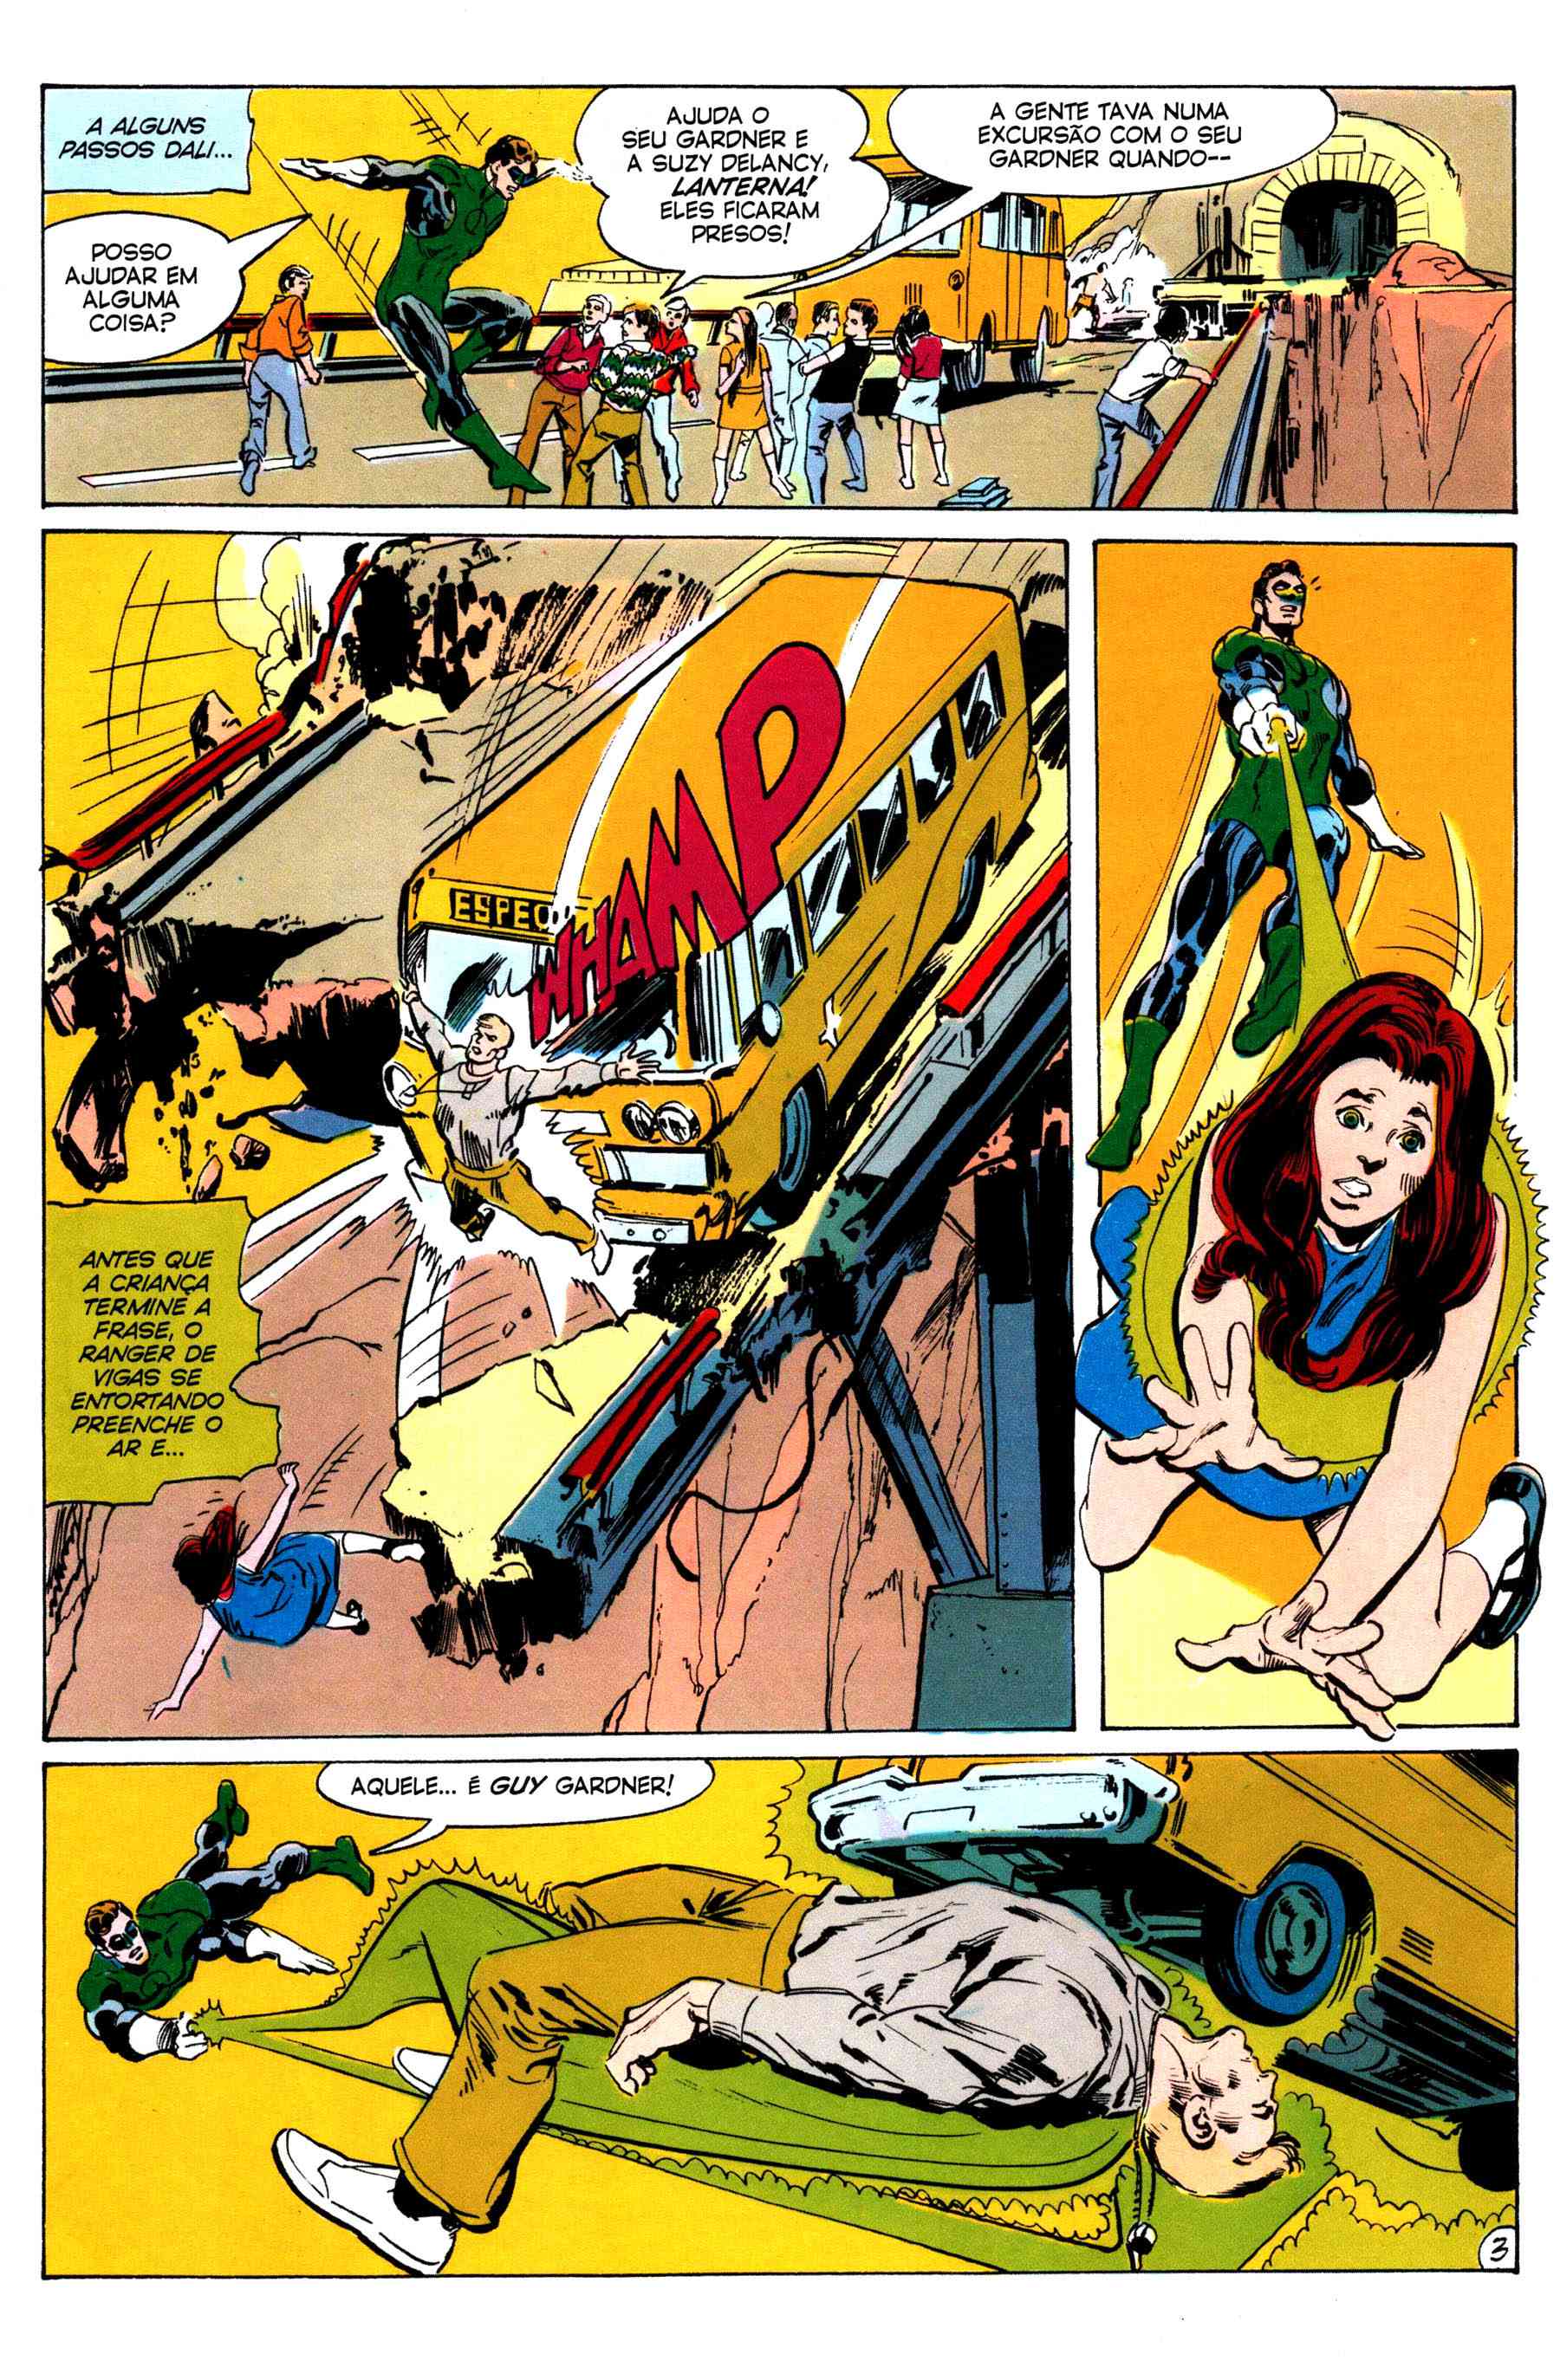 A ALGUNS
PASSOS DALI...
POSSO
AJUDAR EM
ALGUMA
COISA?
AJUDA O
SEU GARDNER E
A SUZY DELANCY,
LANTERNA!
ELES FICARAM
PRESOS!
A GENTE TAVA NUMA
EXCURSÃO COM O SEU
GARDNER QUANDO--
ESPEC
WHAMP
ANTES QUE
A CRIANÇA
TERMINE A
FRASE, O
RANGER DE
VIGAS SE
ENTORTANDO
PREENCHE O
AR E...
AQUELE... É GUY GARDNER!
3